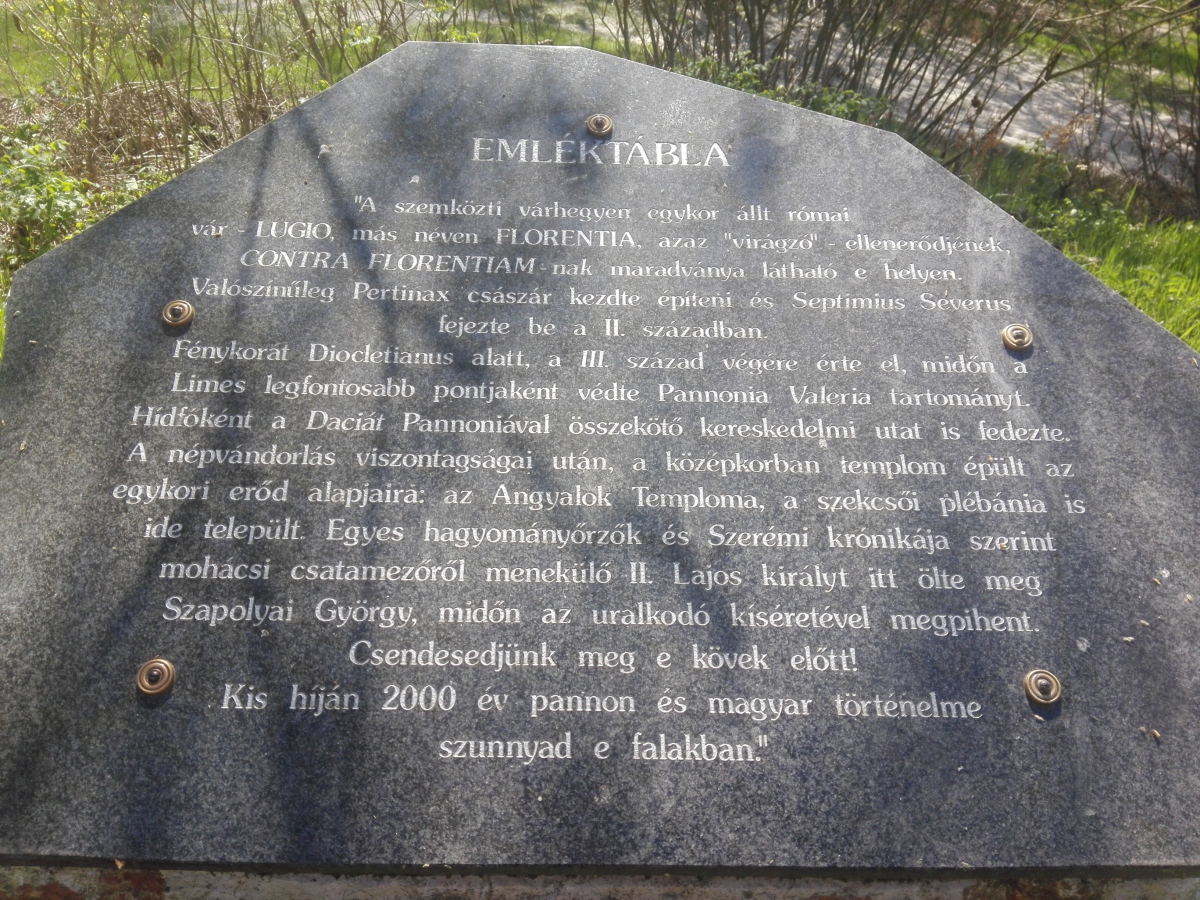 EMLÉKTÁBLA
"A szemközti várhegyen egykor állt római
vár - LUGIO, más néven FLORENTIA, azaz "virágzó" - ellenerődjének,
CONTRA FLORENTIAM-nak maradványa látható e helyen.
Valószínűleg Pertinax császár kezdte építeni és Septimius Séverus
fejezte be a II. században.
Fénykorát Diocletianus alatt, a III. század végére érte el, midőn a
Limes legfontosabb pontjaként védte Pannonia Valeria tartományt.
Hídfőként a Daciát Pannoniával összekötő kereskedelmi utat is fedezte.
A népvándorlás viszontagságai után, a középkorban templom épült az
egykori erőd alapjaira: az Angyalok Temploma, a szekcsői plébánia is
ide települt. Egyes hagyományőrzők és Szerémi krónikája szerint
mohácsi csatamezőről menekülő II. Lajos királyt itt ölte meg
Szapolyai György, midőn az uralkodó kíséretével megpihent.
Csendesedjünk meg e kövek előtt!
Kis híján 2000 év pannon és magyar történelme
szunnyad e falakban."